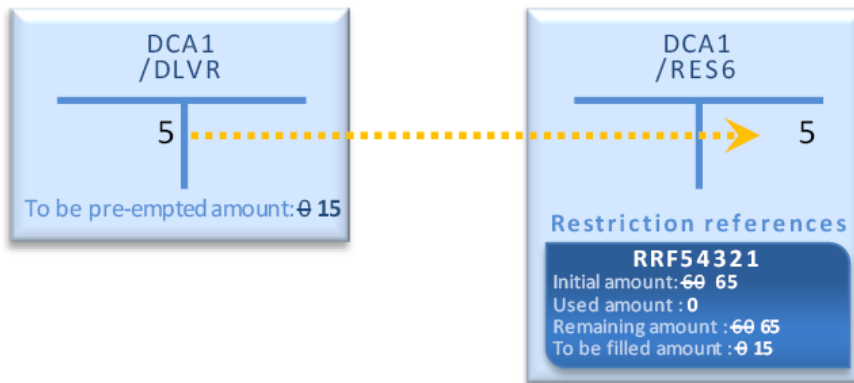 DCA1
/DLVR
5
To be pre-empted amount: 0 15
DCA1
/RES6
5
Restriction references
RRF54321
Initial amount: 60 65
Used amount : 0
Remaining amount : 60 65
To be filled amount : 0 15